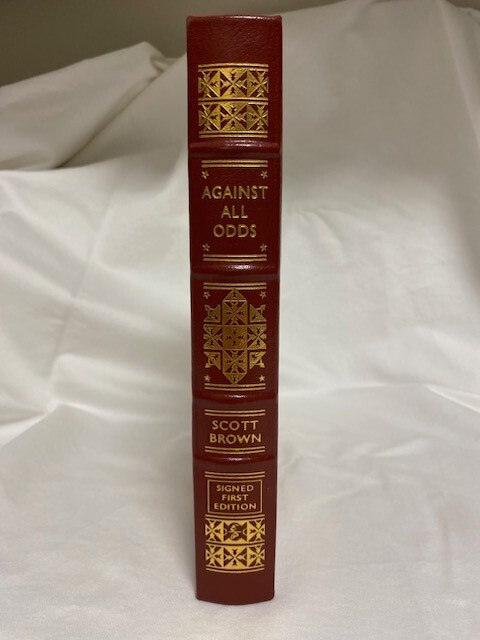 AGAINST
ALL
ODDS
SCOTT
BROWN
SIGNED
FIRST
EDITION